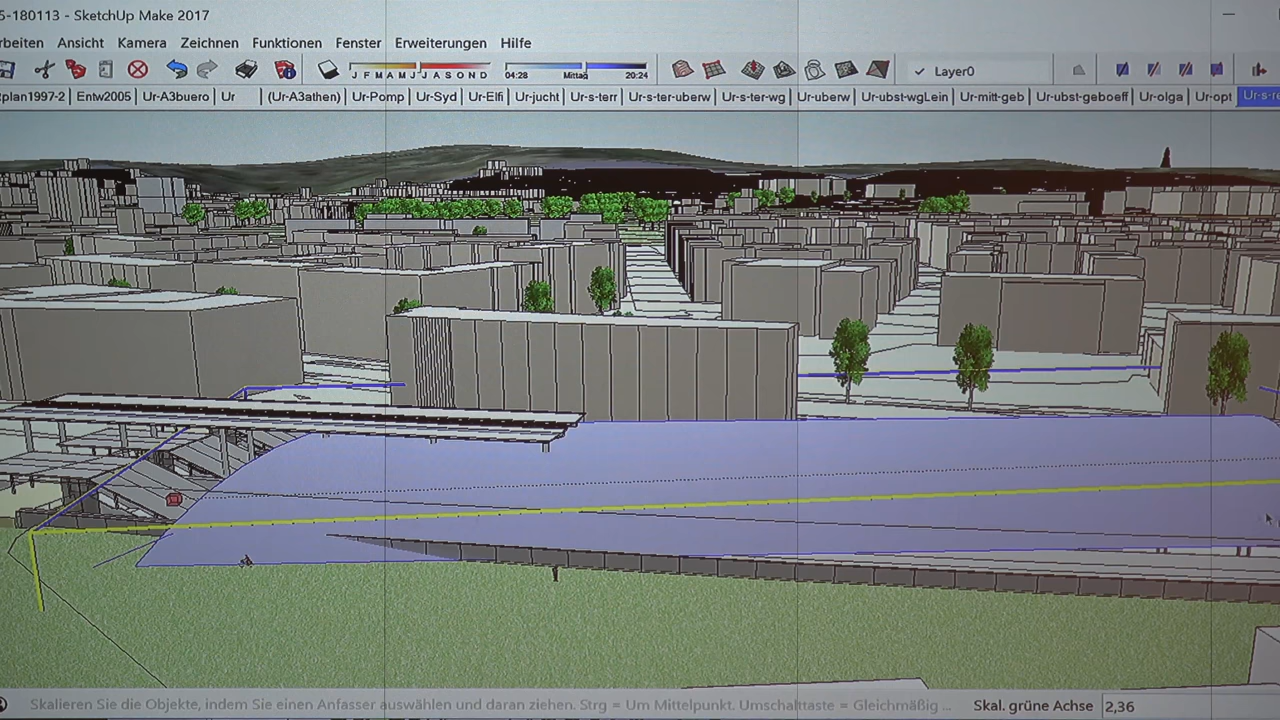 5-180113 - SketchUp Make 2017
rbeiten Ansicht Kamera Zeichnen Funktionen Fenster Erweiterungen Hilfe
J F M A M J J A S O N D 04:28 Mittag 20:24 Layer0
plan1997-2 Entw2005 Ur-A3buero Ur (Ur-A3athen) Ur-Pomp Ur-Syd Ur-Elfi Ur-jucht Ur-s-terr Ur-s-ter-uberw Ur-s-ter-wg Ur-uberw Ur-ubst-wgLein Ur-mitt-geb Ur-ubst-geboeff Ur-olga Ur-opt Ur-s-re
Skalieren Sie die Objekte, indem Sie einen Anfasser auswählen und daran ziehen. Strg = Um Mittelpunkt. Umschalttaste = Gleichmäßig ... Skal. grüne Achse 2,36